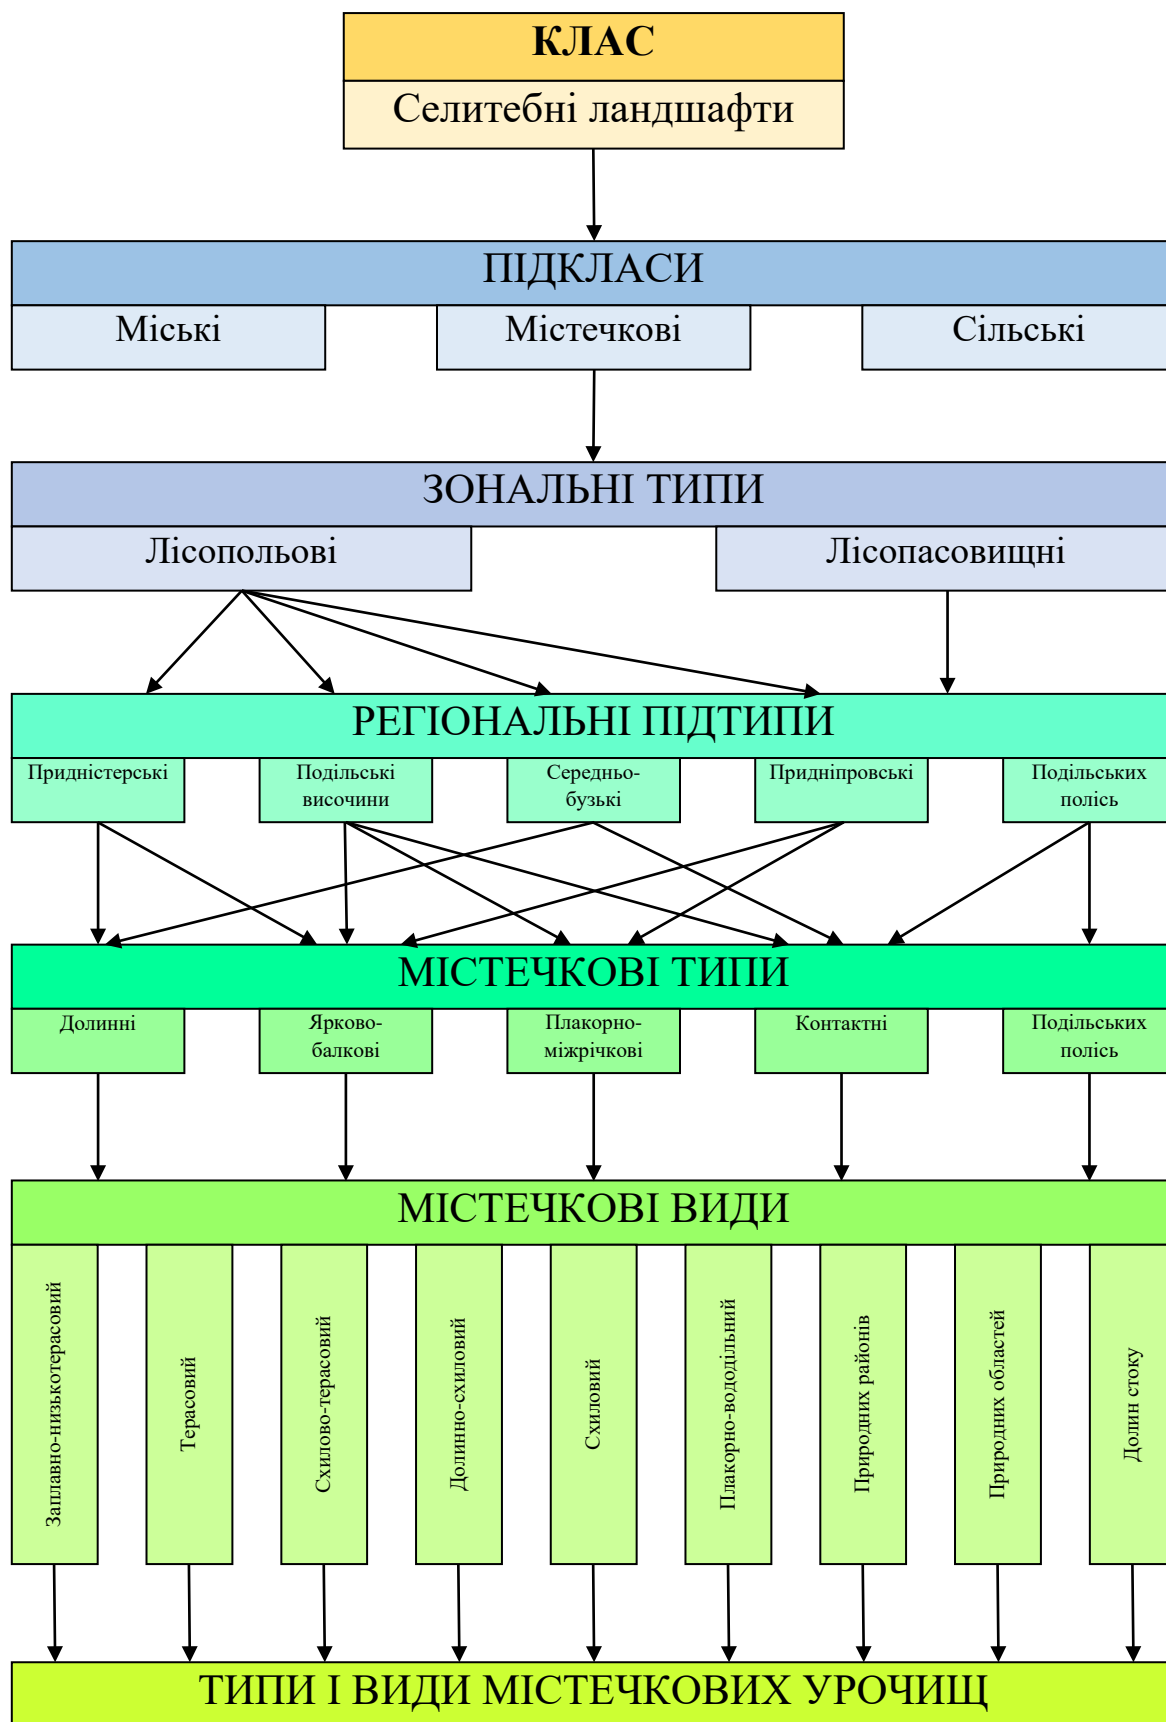 КЛАС
Селитебні ландшафти
ПІДКЛАСИ
Міські
Містечкові
Сільські
ЗОНАЛЬНІ ТИПИ
Лісопольові
Лісопасовищні
РЕГІОНАЛЬНІ ПІДТИПИ
Придністерські
Подільські
височини
Середньо-
бузькі
Придніпровські
Подільських
полісь
МІСТЕЧКОВІ ТИПИ
Долинні
Ярково-
балкові
Плакорно-
міжрічкові
Контактні
Подільських
полісь
МІСТЕЧКОВІ ВИДИ
Заплавно-низькотерасовий
Терасовий
Схилово-терасовий
Долинно-схиловий
Схиловий
Плакорно-вододільний
Природних районів
Природних областей
Долин стоку
ТИПИ І ВИДИ МІСТЕЧКОВИХ УРОЧИЩ